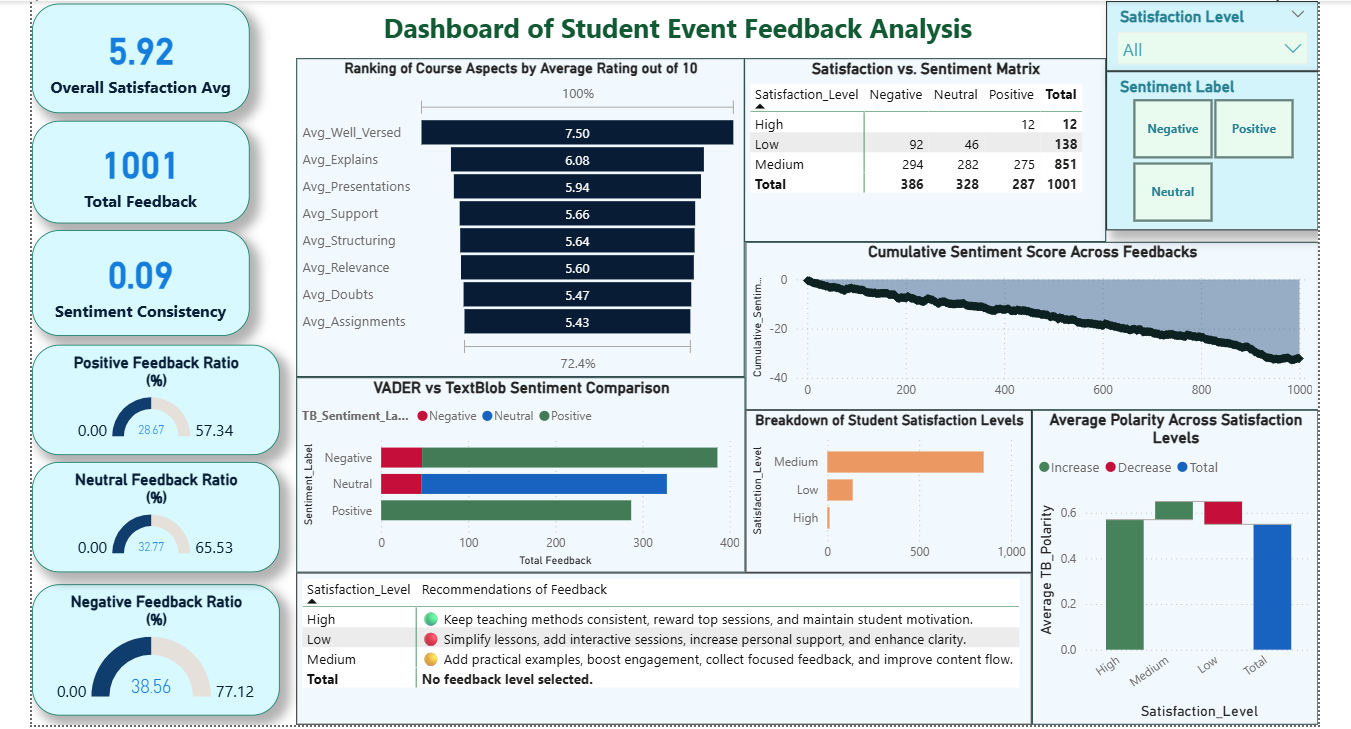 Dashboard of Student Event Feedback Analysis
5.92
Overall Satisfaction Avg
1001
Total Feedback
0.09
Sentiment Consistency
Positive Feedback Ratio
(%)
0.00 28.67 57.34
Neutral Feedback Ratio
(%)
0.00 32.77 65.53
Negative Feedback Ratio
(%)
0.00 38.56 77.12
Ranking of Course Aspects by Average Rating out of 10
100%
Avg_Well_Versed 7.50
Avg_Explains 6.08
Avg_Presentations 5.94
Avg_Support 5.66
Avg_Structuring 5.64
Avg_Relevance 5.60
Avg_Doubts 5.47
Avg_Assignments 5.43
72.4%
Satisfaction vs. Sentiment Matrix
Satisfaction_Level Negative Neutral Positive Total
High 12 12
Low 92 46 138
Medium 294 282 275 851
Total 386 328 287 1001
Satisfaction Level
All
Sentiment Label
Negative Positive
Neutral
Cumulative Sentiment Score Across Feedbacks
Cumulative_Sentim...
0
-20
-40
0 200 400 600 800 1000
VADER vs TextBlob Sentiment Comparison
TB_Sentiment_La... Negative Neutral Positive
Sentiment_Label
Negative
Neutral
Positive
0 100 200 300 400
Total Feedback
Breakdown of Student Satisfaction Levels
Satisfaction_Level
Medium
Low
High
0 500 1,000
Average Polarity Across Satisfaction
Levels
Increase Decrease Total
Average TB_Polarity
0.6
0.4
0.2
0.0
High Medium Low Total
Satisfaction_Level
Satisfaction_Level Recommendations of Feedback
High Keep teaching methods consistent, reward top sessions, and maintain student motivation.
Low Simplify lessons, add interactive sessions, increase personal support, and enhance clarity.
Medium Add practical examples, boost engagement, collect focused feedback, and improve content flow.
Total No feedback level selected.